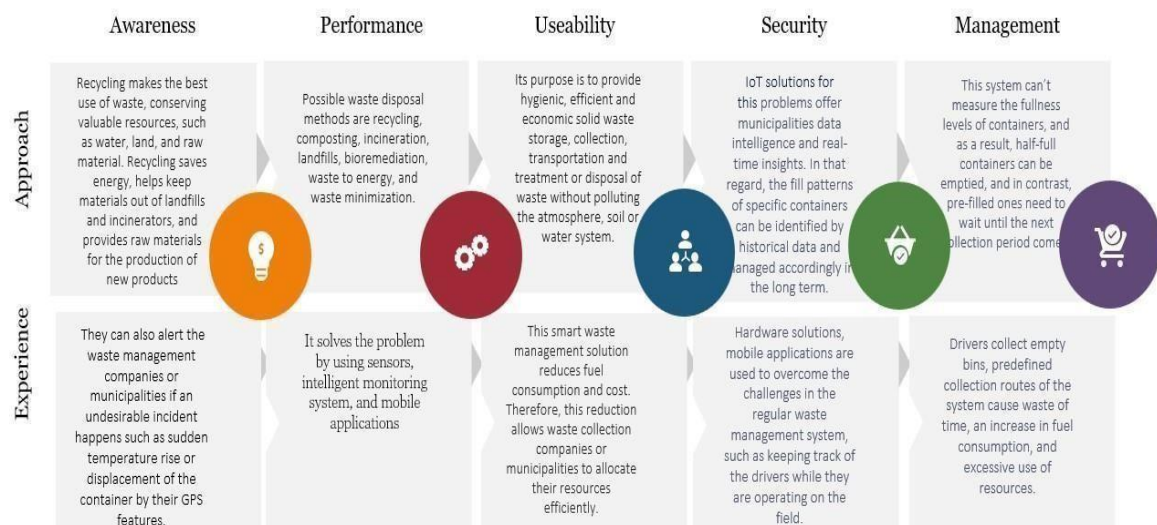 Awareness
Performance
Useability
Security
Management
Approach
Recycling makes the best
use of waste, conserving
valuable resources, such
as water, land, and raw
material. Recycling saves
energy, helps keep
materials out of landfills
and incinerators, and
provides raw materials
for the production of
new products
Possible waste disposal
methods are recycling,
composting, incineration,
landfills, bioremediation,
waste to energy, and
waste minimization.
Its purpose is to provide
hygienic, efficient and
economic solid waste
storage, collection,
transportation and
treatment or disposal of
waste without polluting
the atmosphere, soil or
water system.
IoT solutions for
this problems offer
municipalities data
intelligence and real-
time insights. In that
regard, the fill patterns
of specific containers
can be identified by
historical data and
managed accordingly in
the long term.
This system can´t
measure the fullness
levels of containers, and
as a result, half-full
containers can be
emptied, and in contrast,
pre-filled ones need to
wait until the next
collection period come
Experience
They can also alert the
waste management
companies or
municipalities if an
undesirable incident
happens such as sudden
temperature rise or
displacement of the
container by their GPS
features.
It solves the problem
by using sensors,
intelligent monitoring
system, and mobile
applications
This smart waste
management solution
reduces fuel
consumption and cost.
Therefore, this reduction
allows waste collection
companies or
municipalities to allocate
their resources
efficiently.
Hardware solutions,
mobile applications are
used to overcome the
challenges in the
regular waste
management system,
such as keeping track of
the drivers while they
are operating on the
field.
Drivers collect empty
bins, predefined
collection routes of the
system cause waste of
time, an increase in fuel
consumption, and
excessive use of
resources.